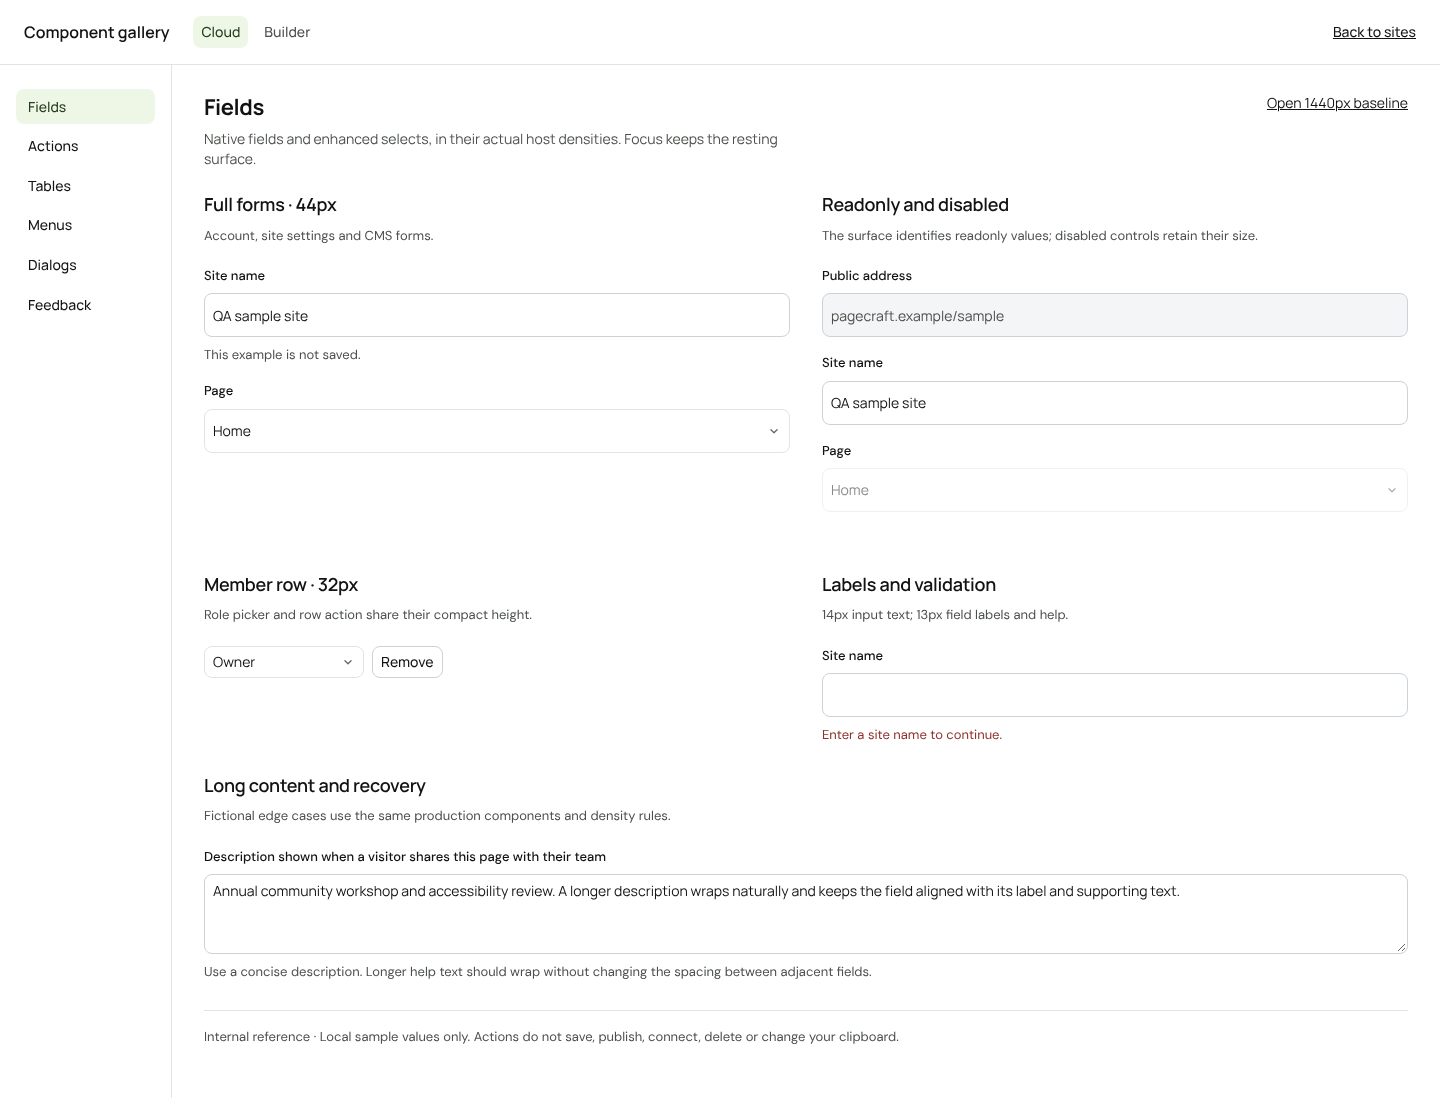 Component gallery
Cloud
Builder
Back to sites
Fields
Actions
Tables
Menus
Dialogs
Feedback
Fields
Open 1440px baseline
Native fields and enhanced selects, in their actual host densities. Focus keeps the resting
surface.
Full forms · 44px
Account, site settings and CMS forms.
Site name
QA sample site
This example is not saved.
Page
Home
Readonly and disabled
The surface identifies readonly values; disabled controls retain their size.
Public address
pagecraft.example/sample
Site name
QA sample site
Page
Home
Member row · 32px
Role picker and row action share their compact height.
Owner
Remove
Labels and validation
14px input text; 13px field labels and help.
Site name
Enter a site name to continue.
Long content and recovery
Fictional edge cases use the same production components and density rules.
Description shown when a visitor shares this page with their team
Annual community workshop and accessibility review. A longer description wraps naturally and keeps the field aligned with its label and supporting text.
Use a concise description. Longer help text should wrap without changing the spacing between adjacent fields.
Internal reference · Local sample values only. Actions do not save, publish, connect, delete or change your clipboard.